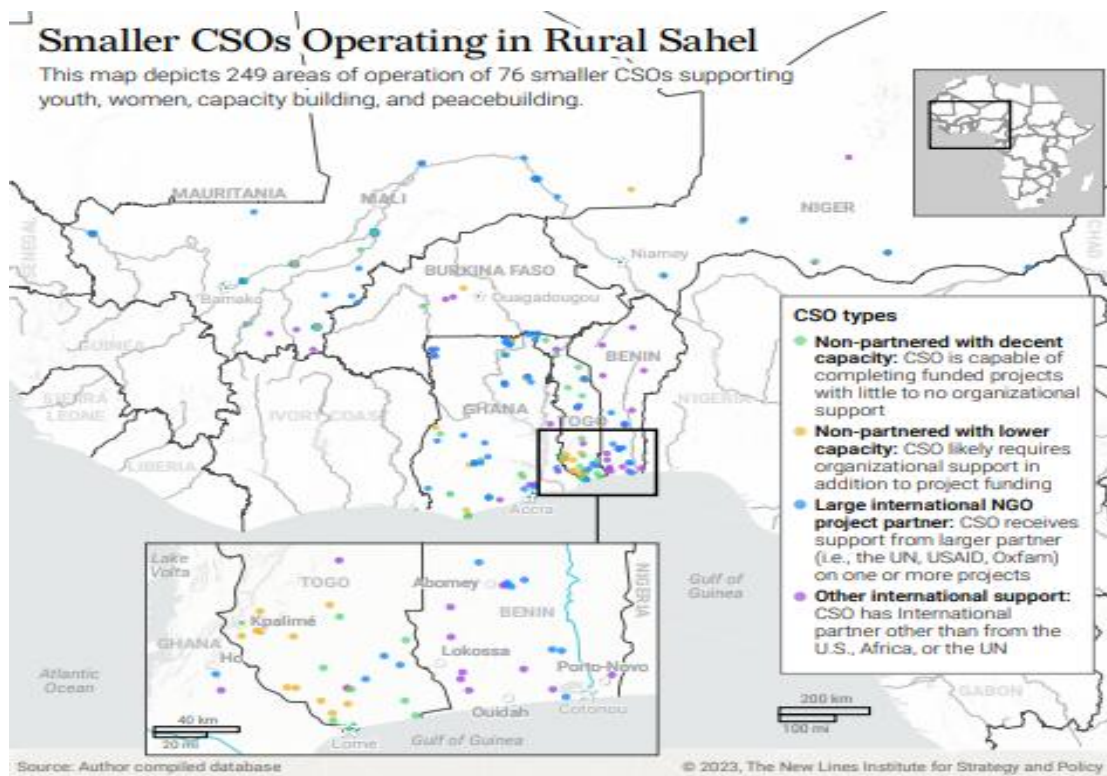 Smaller CSOs Operating in Rural Sahel
This map depicts 249 areas of operation of 76 smaller CSOs supporting
youth, women, capacity building, and peacebuilding.
MAURITANIA
MALI
NIGER
SENEGAL
CHAD
Niamey
BURKINA FASO
Bamako
Ouagadougou
GUINEA
BENIN
SIERRA
LEONE
IVORY COAST
GHANA
TOGO
NIGERIA
LIBERIA
Accra
CSO types
Non-partnered with decent
capacity: CSO is capable of
completing funded projects
with little to no organizational
support
Non-partnered with lower
capacity: CSO likely requires
organizational support in
addition to project funding
Large international NGO
project partner: CSO receives
support from larger partner
(i.e., the UN, USAID, Oxfam)
on one or more projects
Other international support:
CSO has International
partner other than from the
U.S., Africa, or the UN
Lake
Volta
TOGO
Abomey
BENIN
NIGERIA
Kpalimé
GHANA
Ho
Lokossa
Porto-Novo
Ouidah
Cotonou
Lome
Gulf of Guinea
40 km
20 mi
Atlantic
Ocean
Gulf of
Guinea
GABON
200 km
100 mi
Source: Author compiled database
© 2023, The New Lines Institute for Strategy and Policy